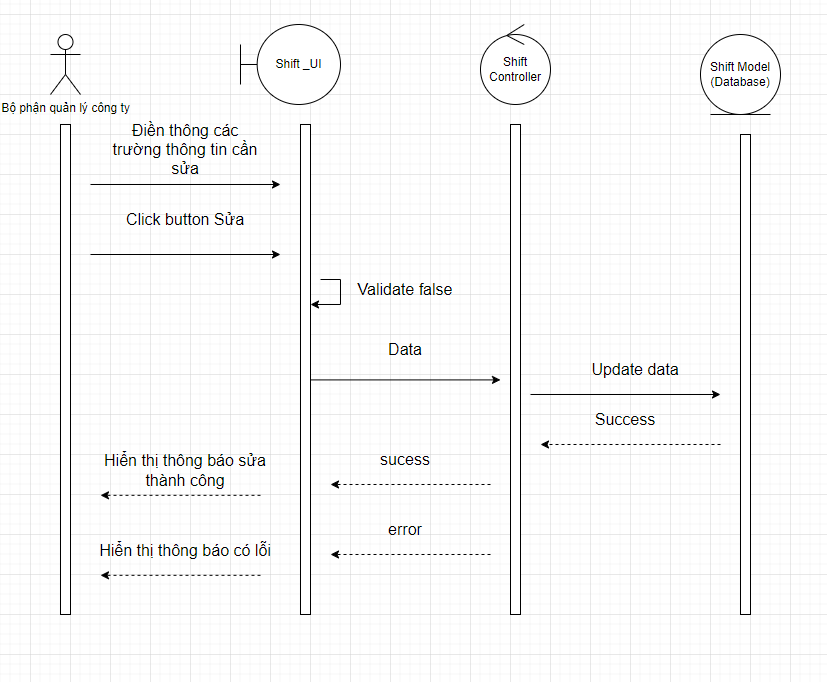 Shift _UI
Shift
Controller
Shift Model
(Database)
Bộ phận quản lý công ty
Điền thông các
trường thông tin cần
sửa
Click button Sửa
Validate false
Data
Update data
Success
Hiển thị thông báo sửa
thành công
sucess
error
Hiển thị thông báo có lỗi